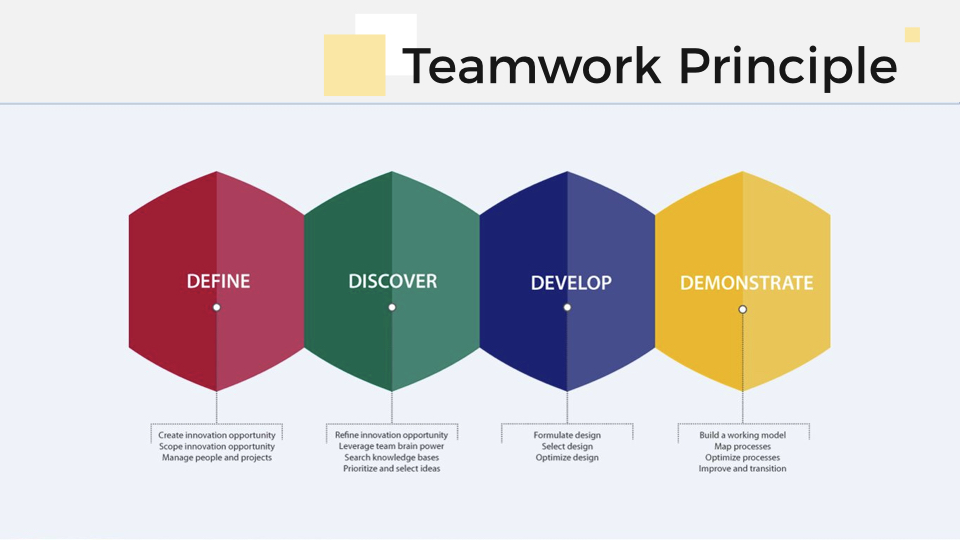 Teamwork Principle
DEFINE
DISCOVER
DEVELOP
DEMONSTRATE
Create innovation opportunity
Scope innovation opportunity
Manage people and projects
Refine innovation opportunity
Leverage team brain power
Search knowledge bases
Prioritize and select ideas
Formulate design
Select design
Optimize design
Build a working model
Map processes
Optimize processes
Improve and transition